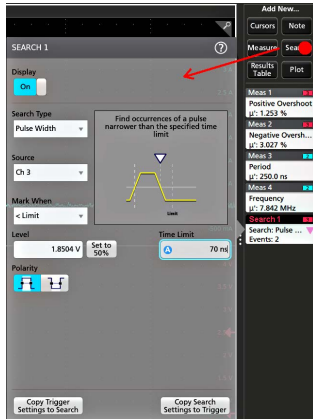 Add New...
Cursors
Note
SEARCH 1
?
Measure
Results
Table
Plot
Display
On
Search Type
Pulse Width
Find occurrences of a pulse
narrower than the specified time
limit
Limit
Source
Ch 3
Mark When
< Limit
Level
1.8504 V
Set to
50%
Time Limit
A
70 ns
Polarity
Copy Trigger
Settings to Search
Copy Search
Settings to Trigger
Meas 1
Positive Overshoot
µ': 1.253 %
Meas 2
Negative Oversh...
µ': 3.027 %
Meas 3
Period
µ': 250.0 ns
Meas 4
Frequency
µ': 7.842 MHz
Search 1
Search: Pulse ...
Events: 2